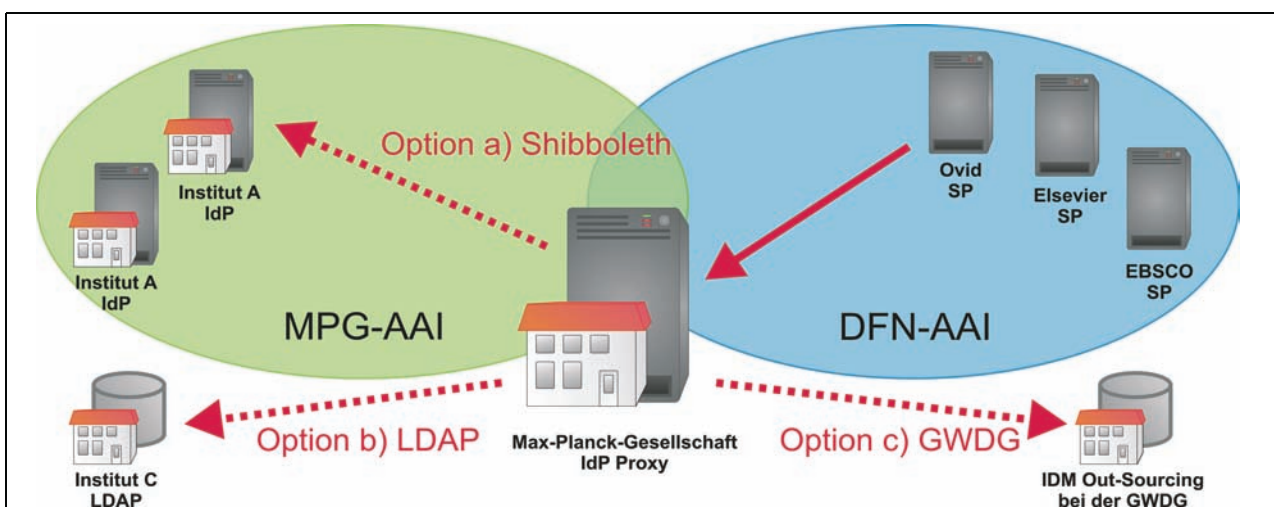 Option a) Shibboleth
Institut A
IdP
Institut A
IdP
MPG-AAI
Ovid
SP
Elsevier
SP
EBSCO
SP
DFN-AAI
Option b) LDAP
Institut C
LDAP
Max-Planck-Gesellschaft
IdP Proxy
Option c) GWDG
IDM Out-Sourcing
bei der GWDG